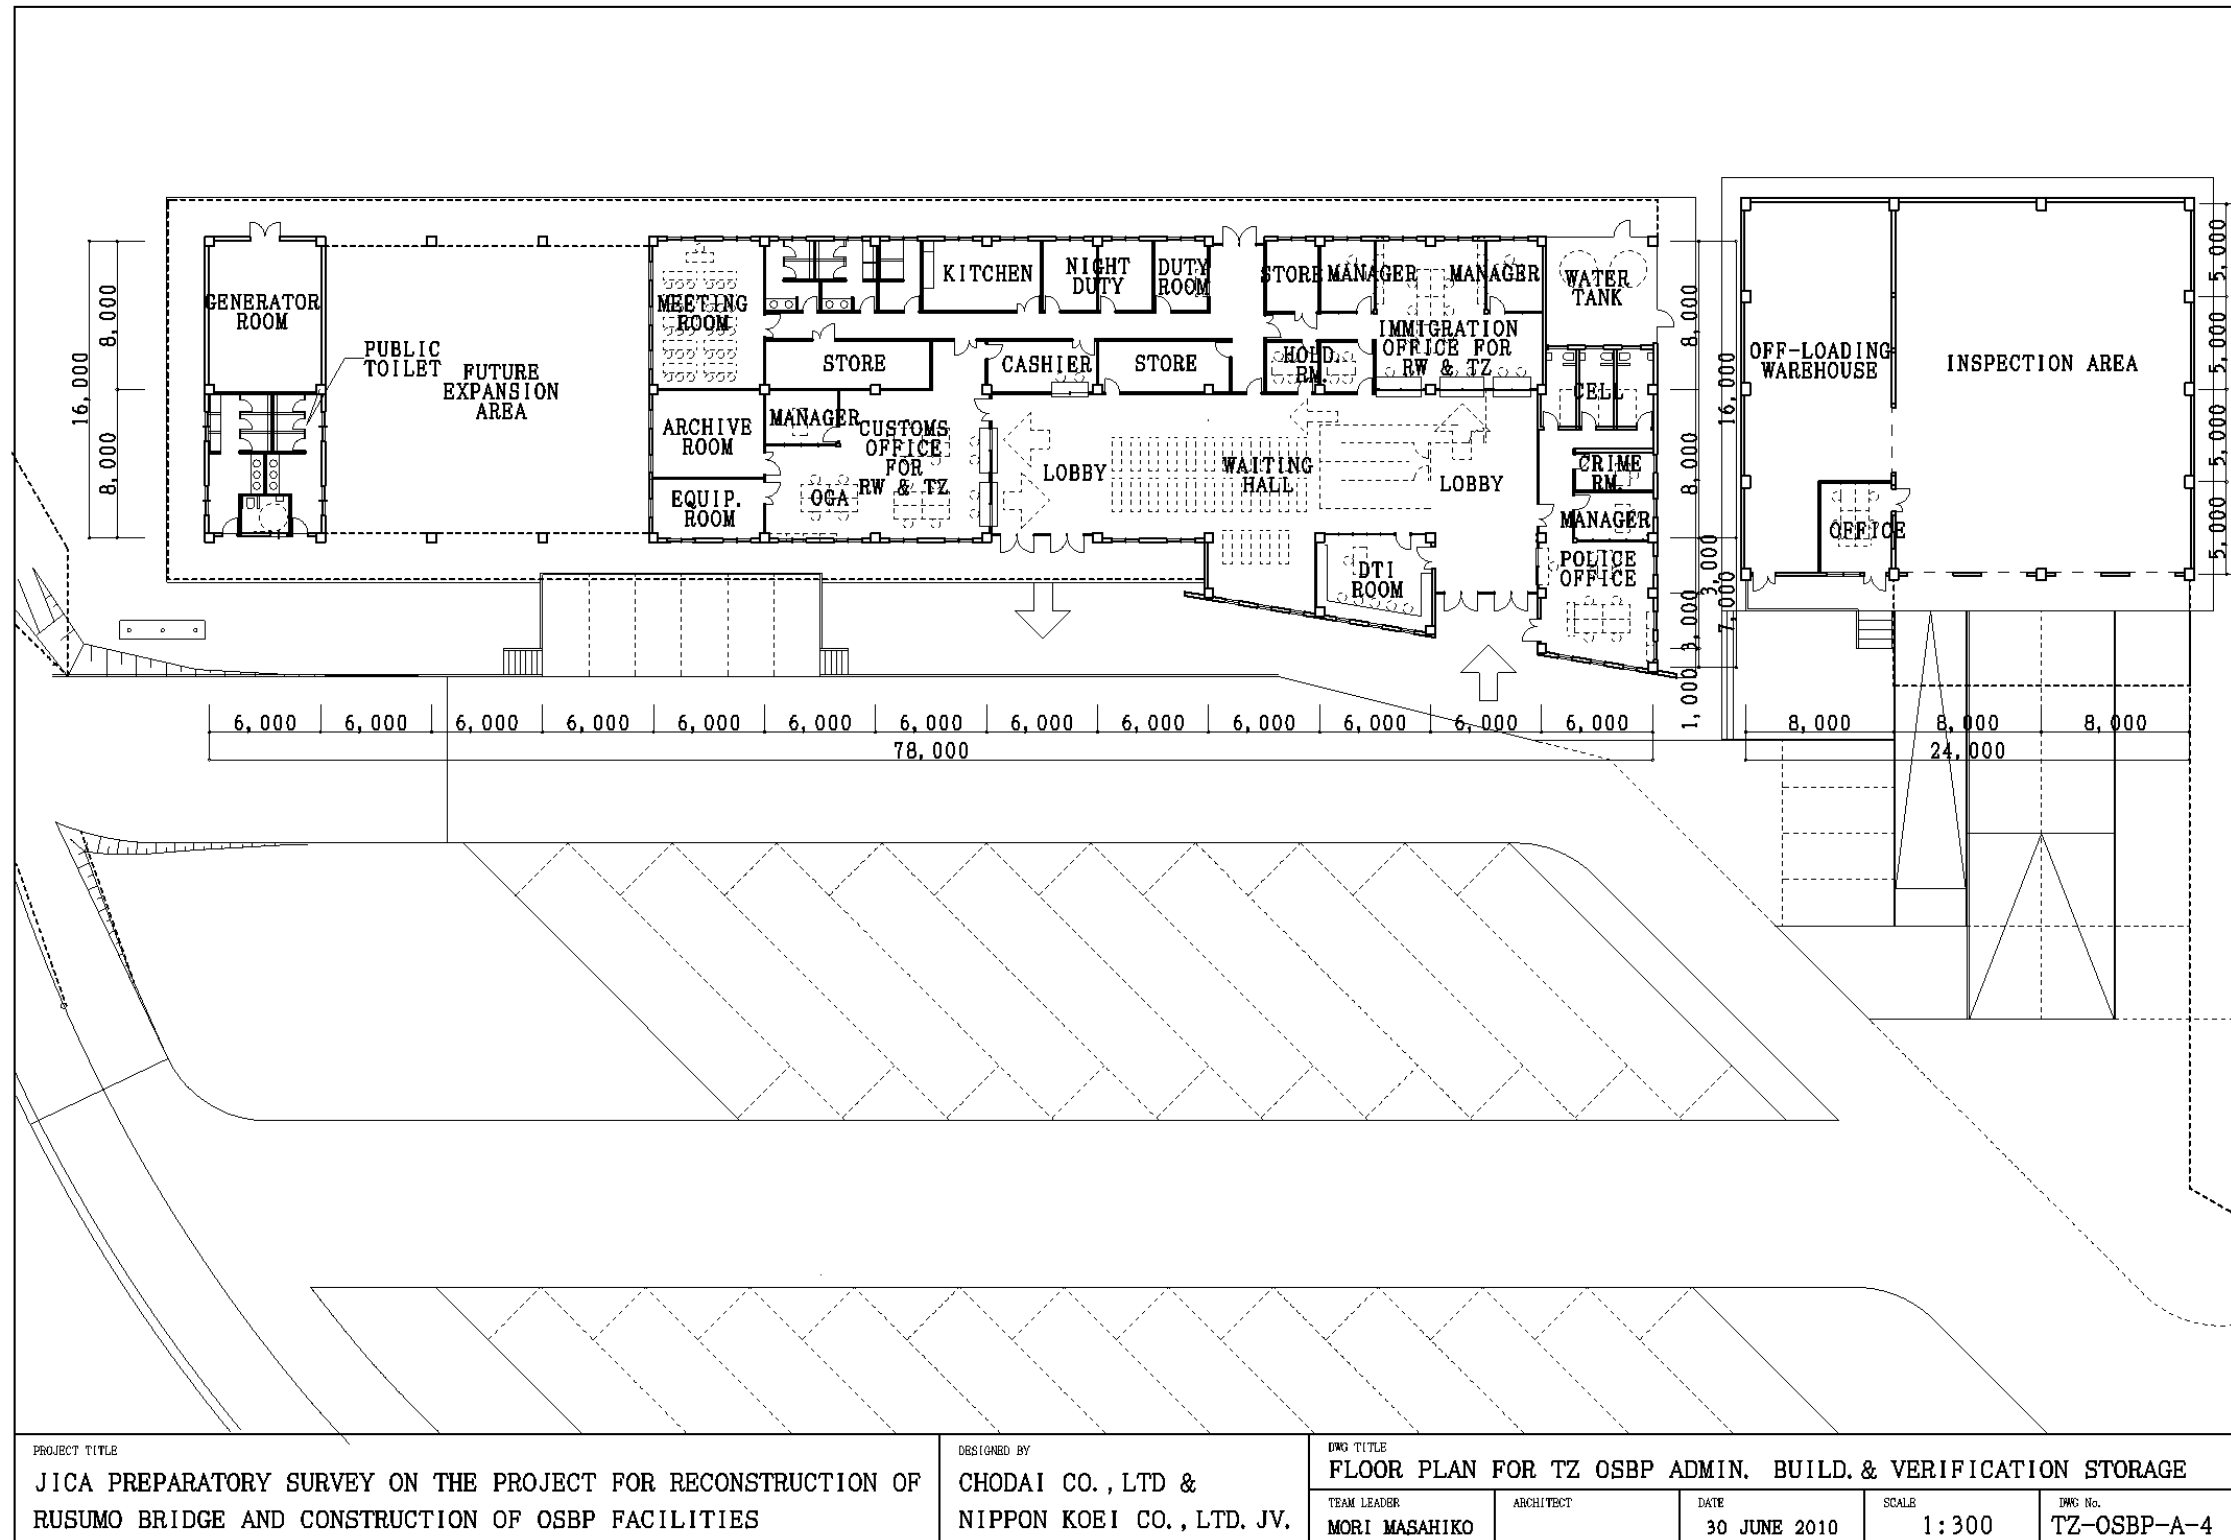 GENERATOR
ROOM
PUBLIC
TOILET
FUTURE
EXPANSION
AREA
MEETING
ROOM
ARCHIVE
ROOM
EQUIP.
ROOM
STORE
MANAGER
CUSTOMS
OFFICE
FOR
RW & TZ
OGA
KITCHEN
NIGHT
DUTY
DUTY
ROOM
CASHIER
STORE
LOBBY
WAITING
HALL
STORE
MANAGER
MANAGER
IMMIGRATION
OFFICE FOR
RW & TZ
HOLD.
RM.
LOBBY
DTI
ROOM
WATER
TANK
CELL
CRIME
RM.
MANAGER
POLICE
OFFICE
OFF-LOADING
WAREHOUSE
INSPECTION AREA
OFFICE
16,000
8,000
8,000
8,000
8,000
16,000
3,000
3,000
7,000
1,000
5,000
5,000
5,000
5,000
6,000 6,000 6,000 6,000 6,000 6,000 6,000 6,000 6,000 6,000 6,000 6,000 6,000
78,000
8,000 8,000 8,000
24,000
PROJECT TITLE
JICA PREPARATORY SURVEY ON THE PROJECT FOR RECONSTRUCTION OF
RUSUMO BRIDGE AND CONSTRUCTION OF OSBP FACILITIES
DESIGNED BY
CHODAI CO.,LTD &
NIPPON KOEI CO.,LTD. JV.
DWG TITLE
FLOOR PLAN FOR TZ OSBP ADMIN. BUILD.& VERIFICATION STORAGE
TEAM LEADER
MORI MASAHIKO
ARCHITECT
DATE
30 JUNE 2010
SCALE
1:300
DWG No.
TZ-OSBP-A-4